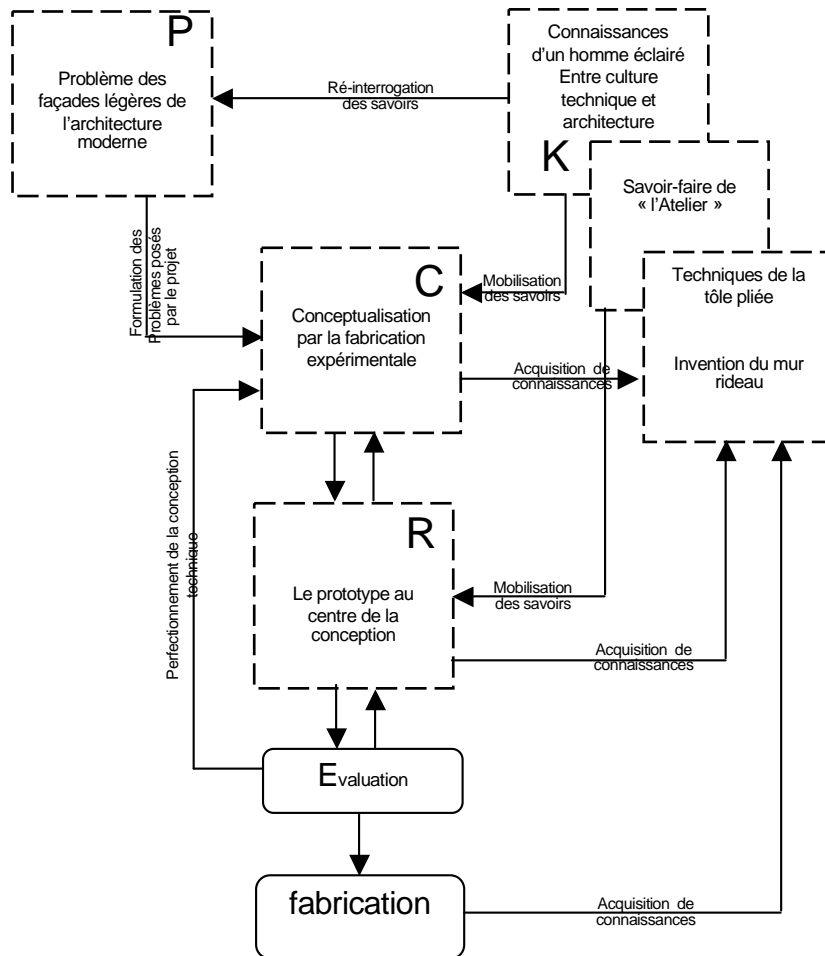 P
Problème des
façades légères de
l'architecture
moderne
Ré-interrogation
des savoirs
Connaissances
d'un homme éclairé
Entre culture
technique et
architecture
K
Savoir-faire de
« l'Atelier »
Techniques de la
tôle pliée
Invention du mur
rideau
Formulation des
Problèmes posés
par le projet
C
Conceptualisation
par la fabrication
expérimentale
Mobilisation
des savoirs
Acquisition de
connaissances
Perfectionnement de la conception
technique
R
Le prototype au
centre de la
conception
Mobilisation
des savoirs
Acquisition de
connaissances
Evaluation
fabrication
Acquisition de
connaissances